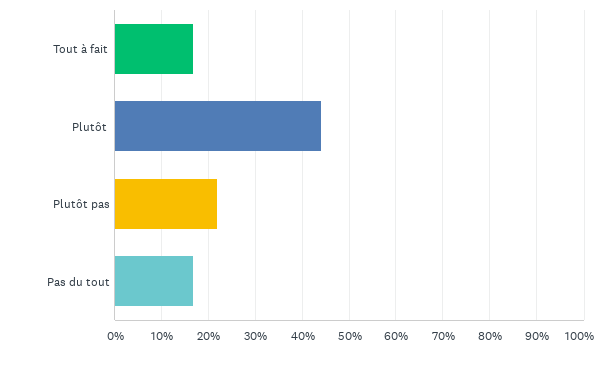 Tout à fait
Plutôt
Plutôt pas
Pas du tout
0% 10% 20% 30% 40% 50% 60% 70% 80% 90% 100%